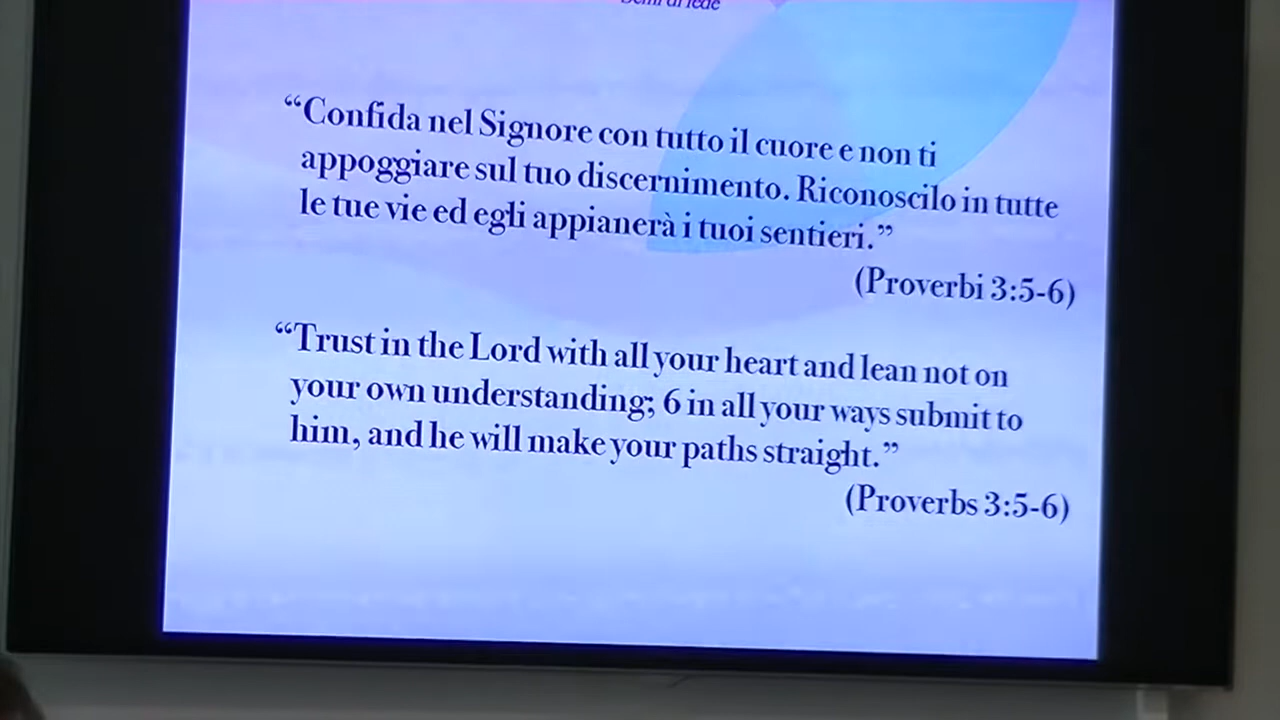 Semi di fede
“Confida nel Signore con tutto il cuore e non ti
appoggiare sul tuo discernimento. Riconoscilo in tutte
le tue vie ed egli appianerà i tuoi sentieri.”
(Proverbi 3:5-6)
“Trust in the Lord with all your heart and lean not on
your own understanding; 6 in all your ways submit to
him, and he will make your paths straight.”
(Proverbs 3:5-6)